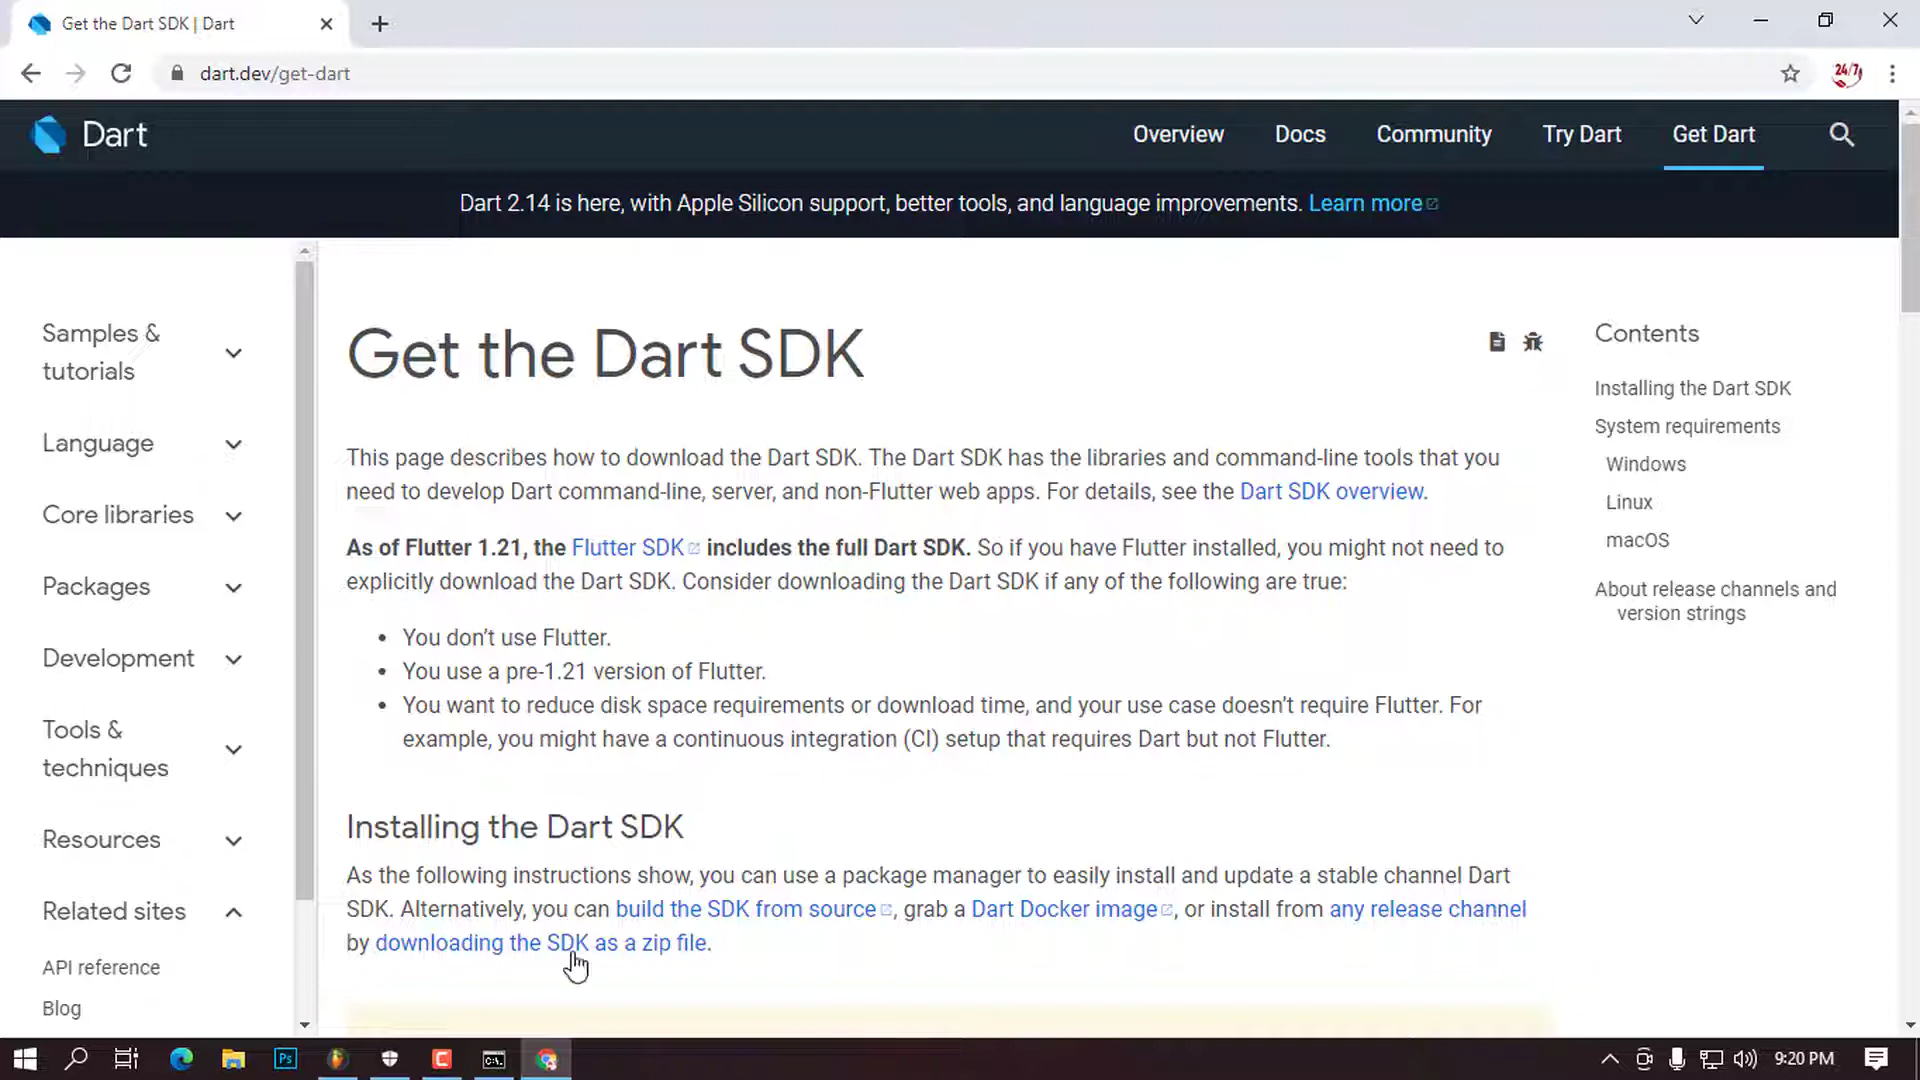 Get the Dart SDK | Dart
dart.dev/get-dart
24/7
Dart
Overview
Docs
Community
Try Dart
Get Dart
Dart 2.14 is here, with Apple Silicon support, better tools, and language improvements. Learn more
Samples &
tutorials
Language
Core libraries
Packages
Development
Tools &
techniques
Resources
Related sites
API reference
Blog
Get the Dart SDK
This page describes how to download the Dart SDK. The Dart SDK has the libraries and command-line tools that you
need to develop Dart command-line, server, and non-Flutter web apps. For details, see the Dart SDK overview.
As of Flutter 1.21, the Flutter SDK includes the full Dart SDK. So if you have Flutter installed, you might not need to
explicitly download the Dart SDK. Consider downloading the Dart SDK if any of the following are true:
• You don’t use Flutter.
• You use a pre-1.21 version of Flutter.
• You want to reduce disk space requirements or download time, and your use case doesn’t require Flutter. For
example, you might have a continuous integration (CI) setup that requires Dart but not Flutter.
Installing the Dart SDK
As the following instructions show, you can use a package manager to easily install and update a stable channel Dart
SDK. Alternatively, you can build the SDK from source, grab a Dart Docker image, or install from any release channel
by downloading the SDK as a zip file.
Contents
Installing the Dart SDK
System requirements
Windows
Linux
macOS
About release channels and
version strings
Ps
C:\
9:20 PM